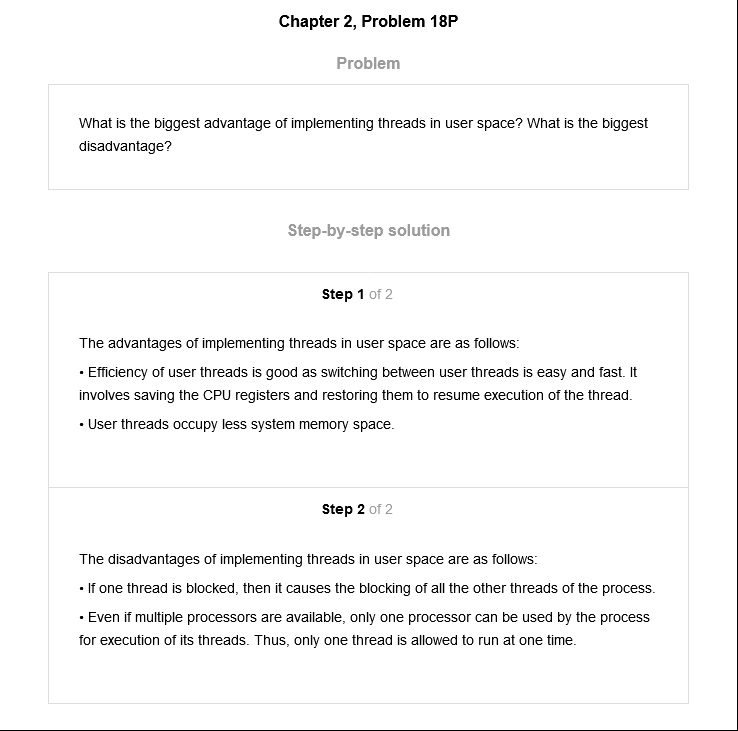 Chapter 2, Problem 18P
Problem
What is the biggest advantage of implementing threads in user space? What is the biggest
disadvantage?
Step-by-step solution
Step 1 of 2
The advantages of implementing threads in user space are as follows:
• Efficiency of user threads is good as switching between user threads is easy and fast. It
involves saving the CPU registers and restoring them to resume execution of the thread.
• User threads occupy less system memory space.
Step 2 of 2
The disadvantages of implementing threads in user space are as follows:
• If one thread is blocked, then it causes the blocking of all the other threads of the process.
• Even if multiple processors are available, only one processor can be used by the process
for execution of its threads. Thus, only one thread is allowed to run at one time.